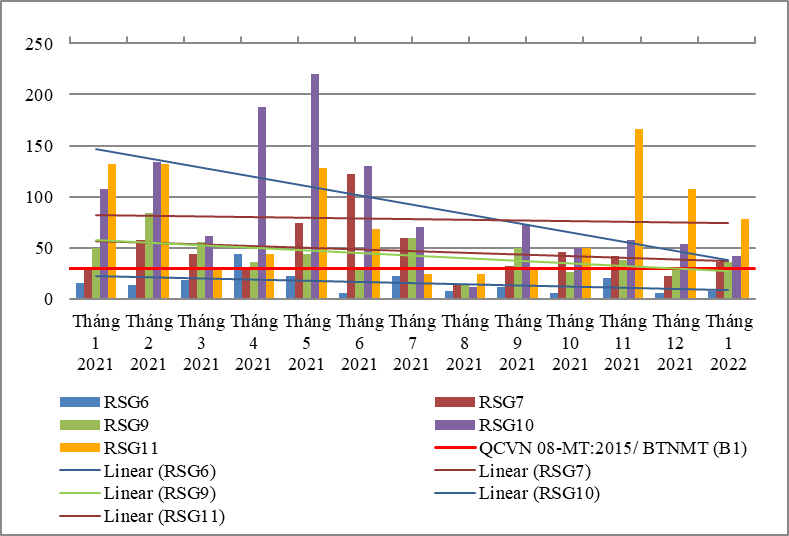 250
200
150
100
50
0
Tháng Tháng Tháng Tháng Tháng Tháng Tháng Tháng Tháng Tháng Tháng Tháng Tháng
1 2 3 4 5 6 7 8 9 10 11 12 1
2021 2021 2021 2021 2021 2021 2021 2021 2021 2021 2021 2021 2022
RSG6 RSG7
RSG9 RSG10
RSG11 QCVN 08-MT:2015/ BTNMT (B1)
Linear (RSG6) Linear (RSG7)
Linear (RSG9) Linear (RSG10)
Linear (RSG11)